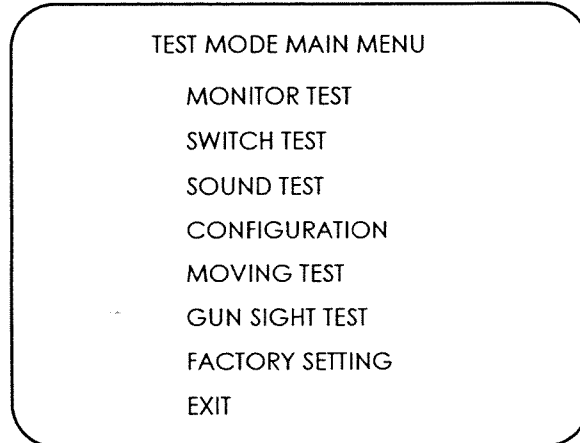 TEST MODE MAIN MENU
MONITOR TEST
SWITCH TEST
SOUND TEST
CONFIGURATION
MOVING TEST
GUN SIGHT TEST
FACTORY SETTING
EXIT